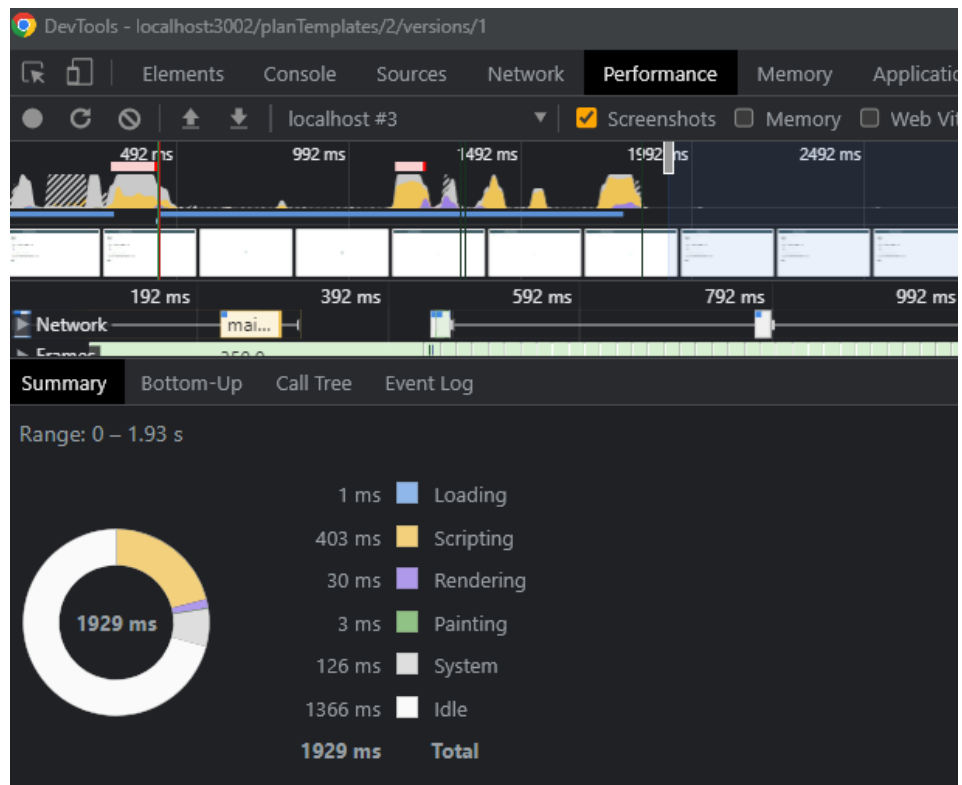 DevTools - localhost:3002/planTemplates/2/versions/1
Elements Console Sources Network Performance Memory Applicatio
localhost #3 Screenshots Memory Web Vit
492 ms 992 ms 1492 ms 1992 ms 2492 ms
192 ms 392 ms 592 ms 792 ms 992 ms
Network mai...
Frames
Summary Bottom-Up Call Tree Event Log
Range: 0 – 1.93 s
1 ms Loading
403 ms Scripting
30 ms Rendering
1929 ms 3 ms Painting
126 ms System
1366 ms Idle
1929 ms Total